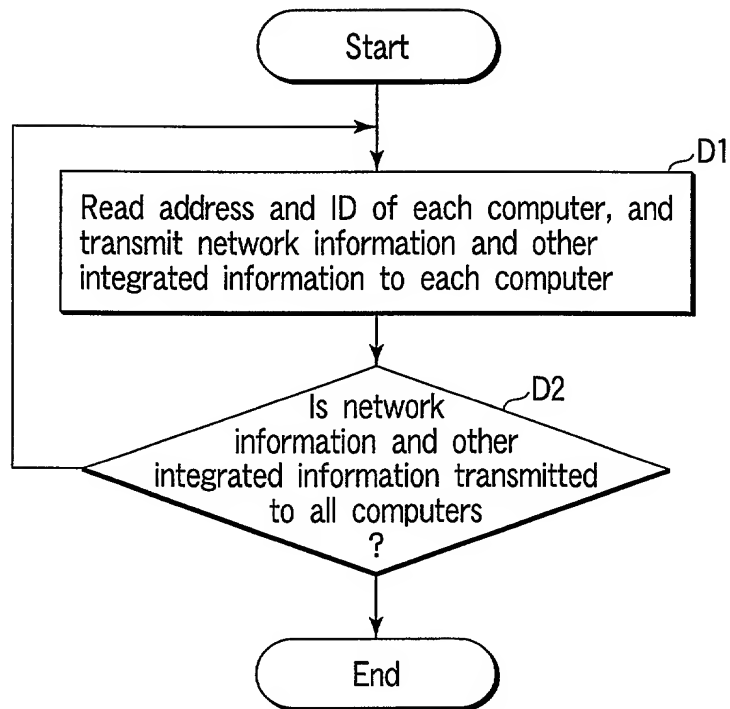 Start
D1
Read address and ID of each computer, and
transmit network information and other
integrated information to each computer
D2
Is network
information and other
integrated information transmitted
to all computers
?
End